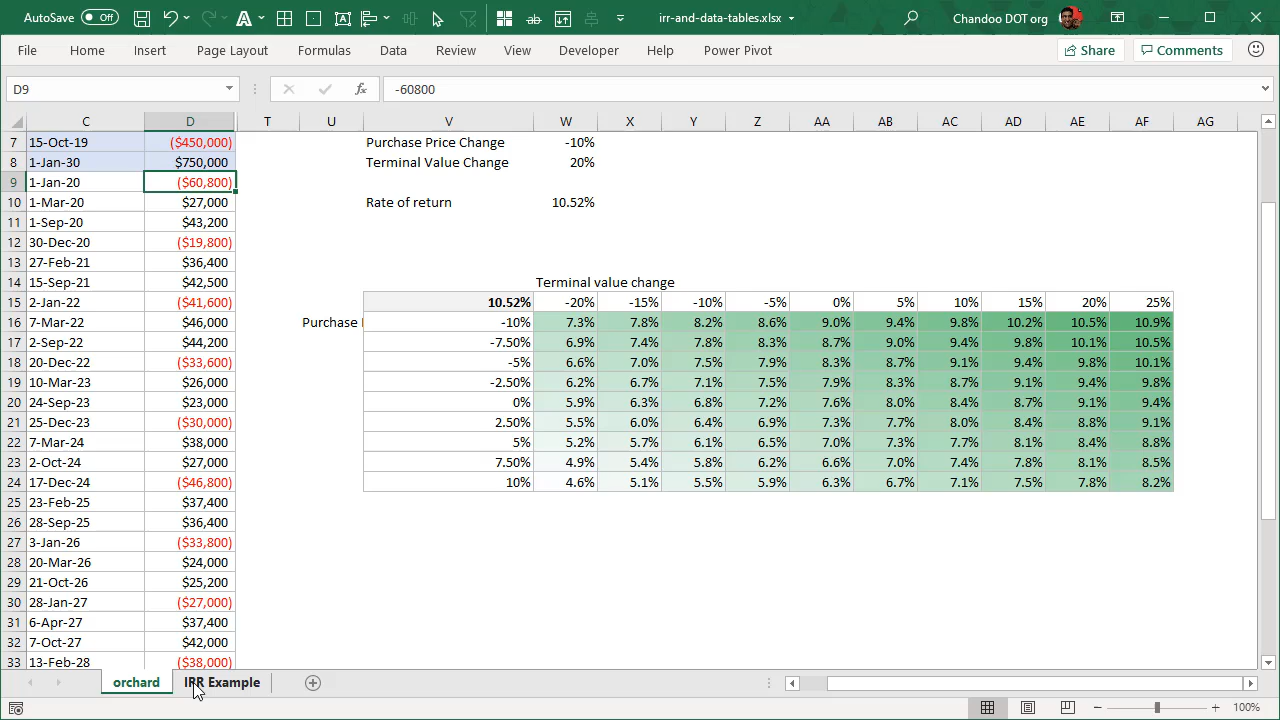 AutoSave Off irr-and-data-tables.xlsx Chandoo DOT org
File Home Insert Page Layout Formulas Data Review View Developer Help Power Pivot Share Comments
D9 fx -60800
C D T U V W X Y Z AA AB AC AD AE AF AG
7 15-Oct-19 ($450,000) Purchase Price Change -10%
8 1-Jan-30 $750,000 Terminal Value Change 20%
9 1-Jan-20 ($60,800)
10 1-Mar-20 $27,000 Rate of return 10.52%
11 1-Sep-20 $43,200
12 30-Dec-20 ($19,800)
13 27-Feb-21 $36,400
14 15-Sep-21 $42,500 Terminal value change
15 2-Jan-22 ($41,600) 10.52% -20% -15% -10% -5% 0% 5% 10% 15% 20% 25%
16 7-Mar-22 $46,000 Purchase -10% 7.3% 7.8% 8.2% 8.6% 9.0% 9.4% 9.8% 10.2% 10.5% 10.9%
17 2-Sep-22 $44,200 -7.50% 6.9% 7.4% 7.8% 8.3% 8.7% 9.0% 9.4% 9.8% 10.1% 10.5%
18 20-Dec-22 ($33,600) -5% 6.6% 7.0% 7.5% 7.9% 8.3% 8.7% 9.1% 9.4% 9.8% 10.1%
19 10-Mar-23 $26,000 -2.50% 6.2% 6.7% 7.1% 7.5% 7.9% 8.3% 8.7% 9.1% 9.4% 9.8%
20 24-Sep-23 $23,000 0% 5.9% 6.3% 6.8% 7.2% 7.6% 8.0% 8.4% 8.7% 9.1% 9.4%
21 25-Dec-23 ($30,000) 2.50% 5.5% 6.0% 6.4% 6.9% 7.3% 7.7% 8.0% 8.4% 8.8% 9.1%
22 7-Mar-24 $38,000 5% 5.2% 5.7% 6.1% 6.5% 7.0% 7.3% 7.7% 8.1% 8.4% 8.8%
23 2-Oct-24 $27,000 7.50% 4.9% 5.4% 5.8% 6.2% 6.6% 7.0% 7.4% 7.8% 8.1% 8.5%
24 17-Dec-24 ($46,800) 10% 4.6% 5.1% 5.5% 5.9% 6.3% 6.7% 7.1% 7.5% 7.8% 8.2%
25 23-Feb-25 $37,400
26 28-Sep-25 $36,400
27 3-Jan-26 ($33,800)
28 20-Mar-26 $24,000
29 21-Oct-26 $25,200
30 28-Jan-27 ($27,000)
31 6-Apr-27 $37,400
32 7-Oct-27 $42,000
33 13-Feb-28 ($38,000)
orchard IRR Example
100%